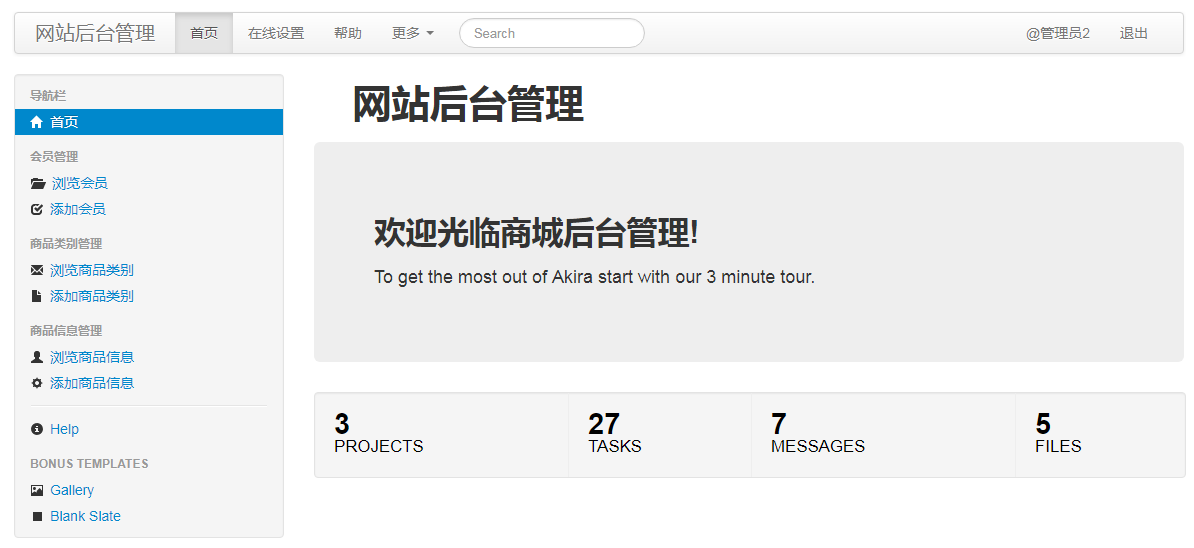 网站后台管理 首页 在线设置 帮助 更多 Search @管理员2 退出
导航栏
首页
会员管理
浏览会员
添加会员
商品类别管理
浏览商品类别
添加商品类别
商品信息管理
浏览商品信息
添加商品信息
Help
BONUS TEMPLATES
Gallery
Blank Slate
网站后台管理
欢迎光临商城后台管理!
To get the most out of Akira start with our 3 minute tour.
3 27 7 5
PROJECTS TASKS MESSAGES FILES